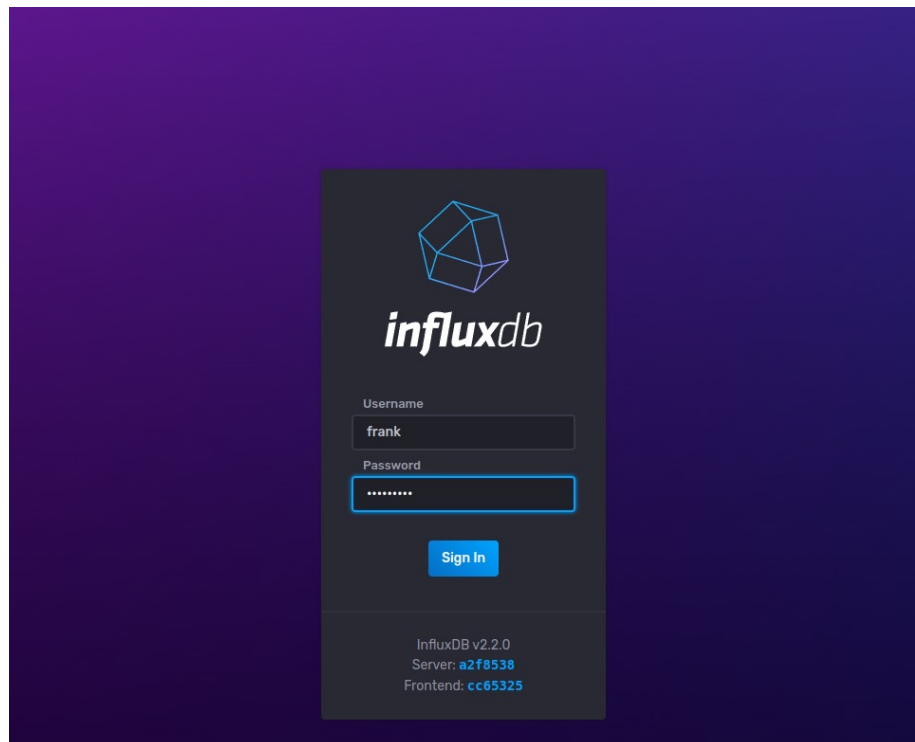 influxdb
Username
frank
Password
•••••••••
Sign In
InfluxDB v2.2.0
Server: a2f8538
Frontend: cc65325